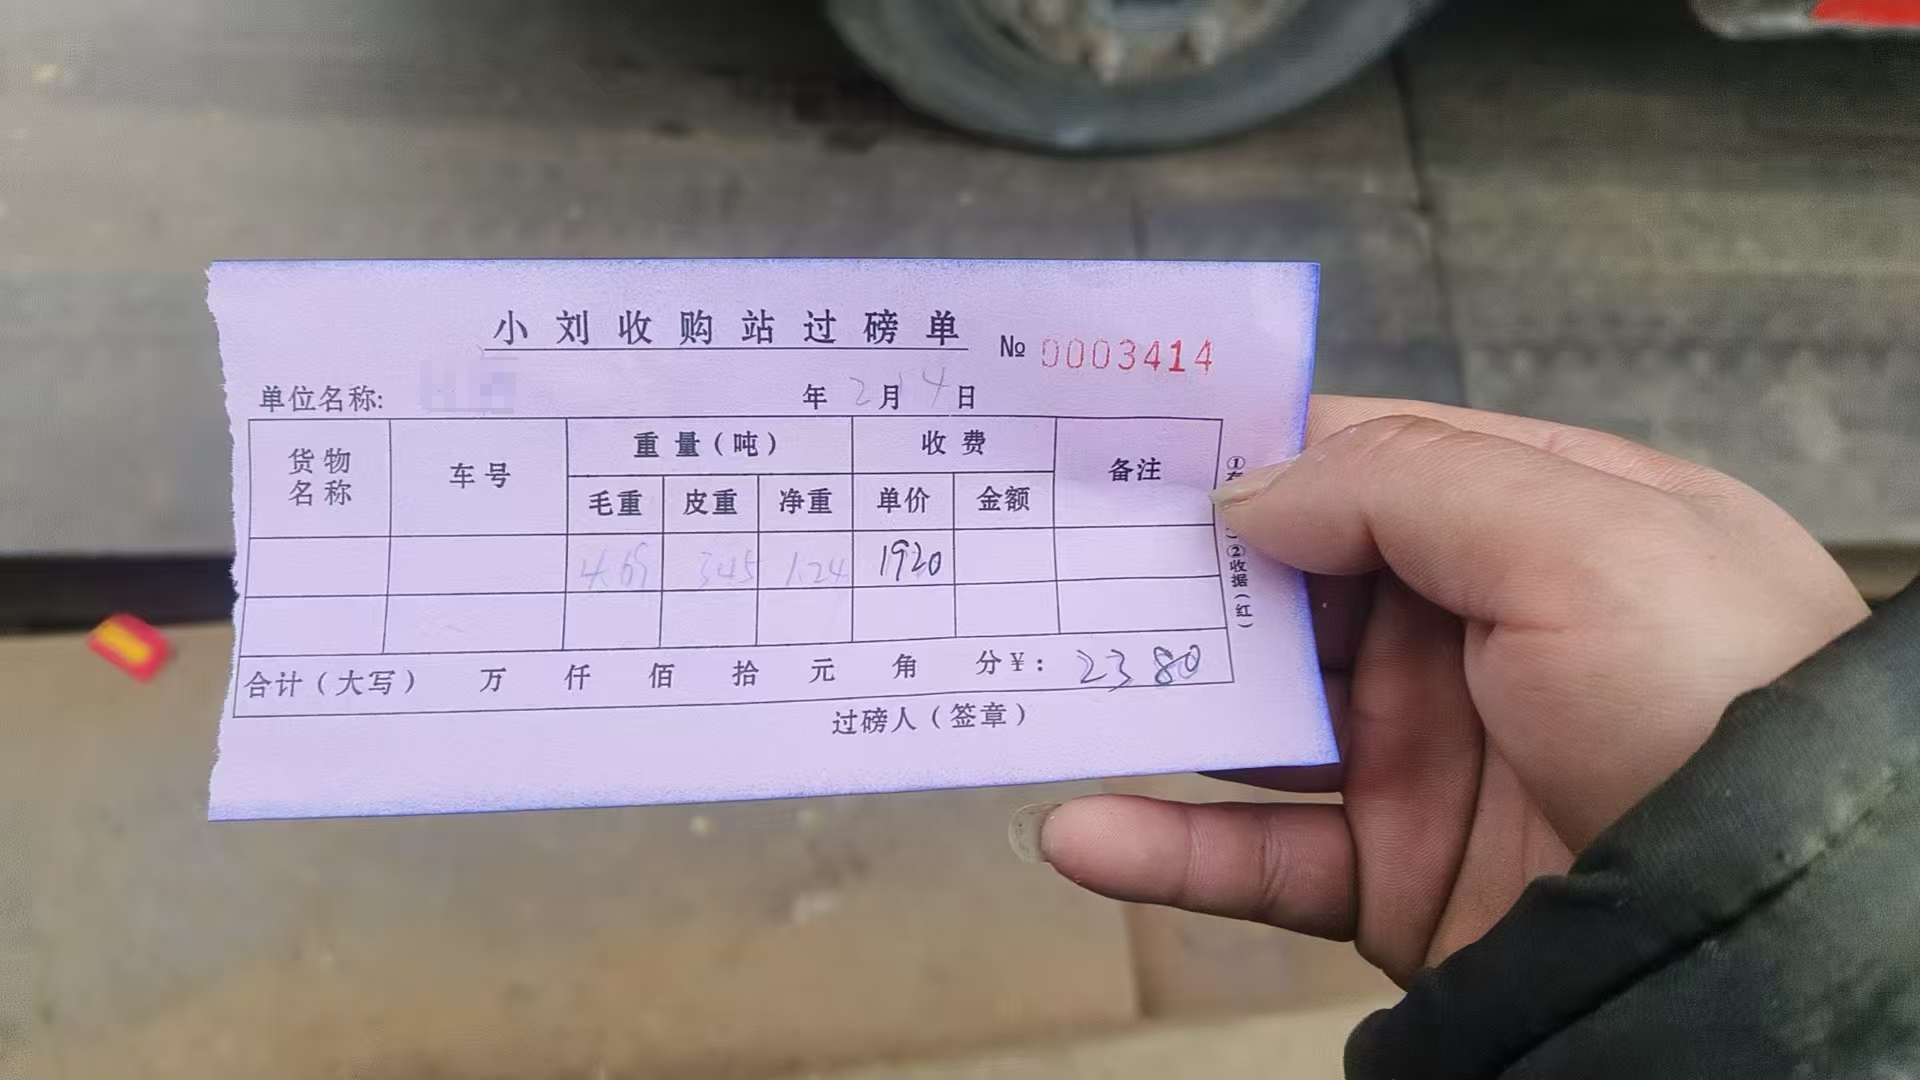 小刘收购站过磅单
№ 0003414
单位名称: 年 2月14日
货物名称 车号 重量(吨) 收费 备注
毛重 皮重 净重 单价 金额
4.69 3.45 1.24 1920
合计(大写) 万 仟 佰 拾 元 角 分¥: 2380
过磅人(签章)
②收据(红)